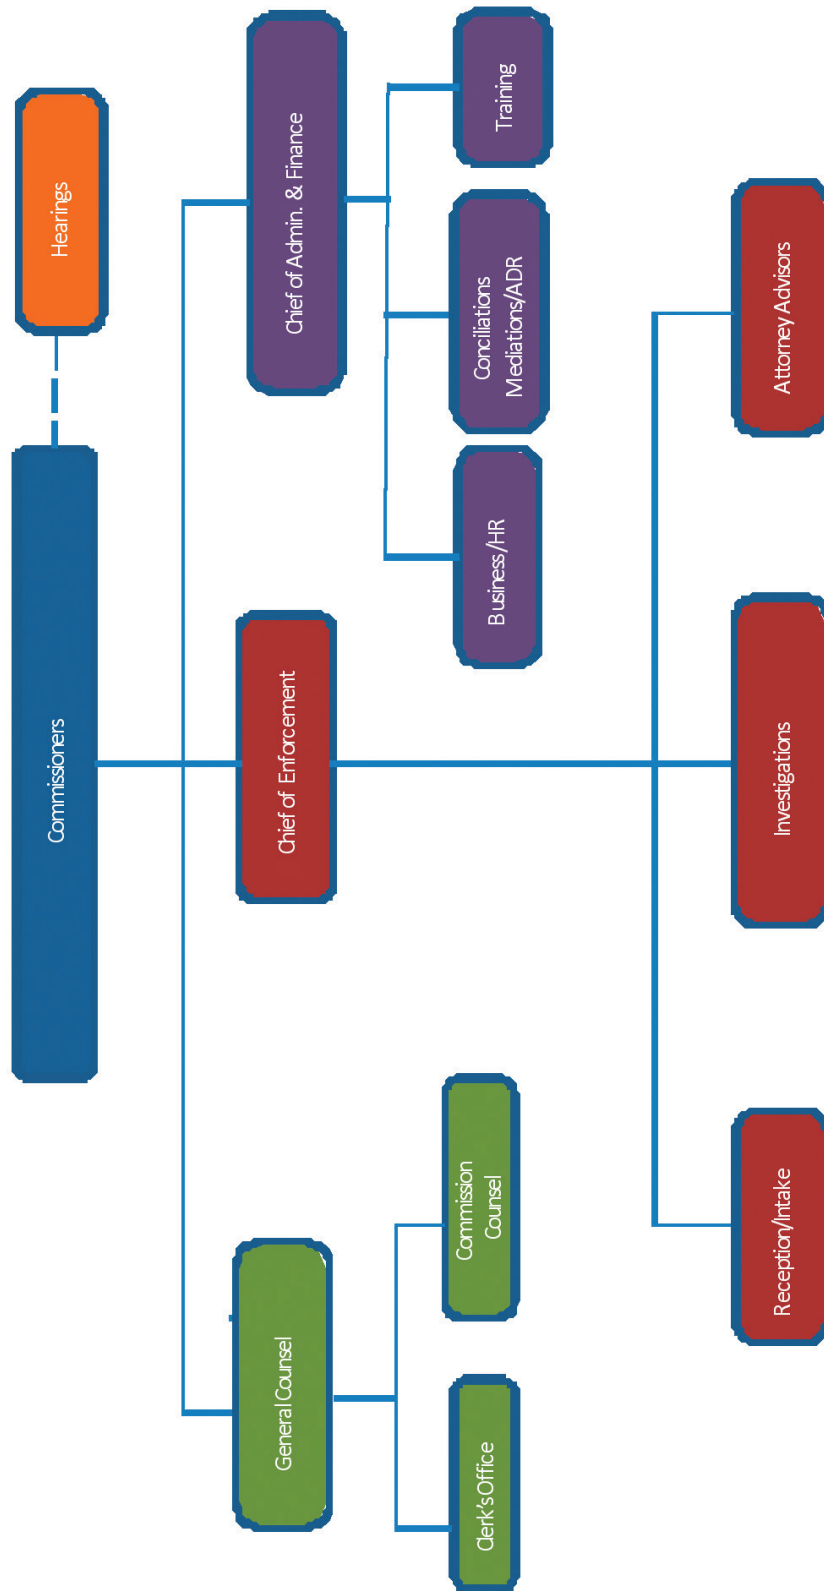 Commissioners
Hearings
General Counsel
Chief of Enforcement
Chief of Admin. & Finance
Clerk's Office
Commission
Counsel
Business/HR
Conciliations
Mediations/ADR
Training
Reception/Intake
Investigations
Attorney Advisors